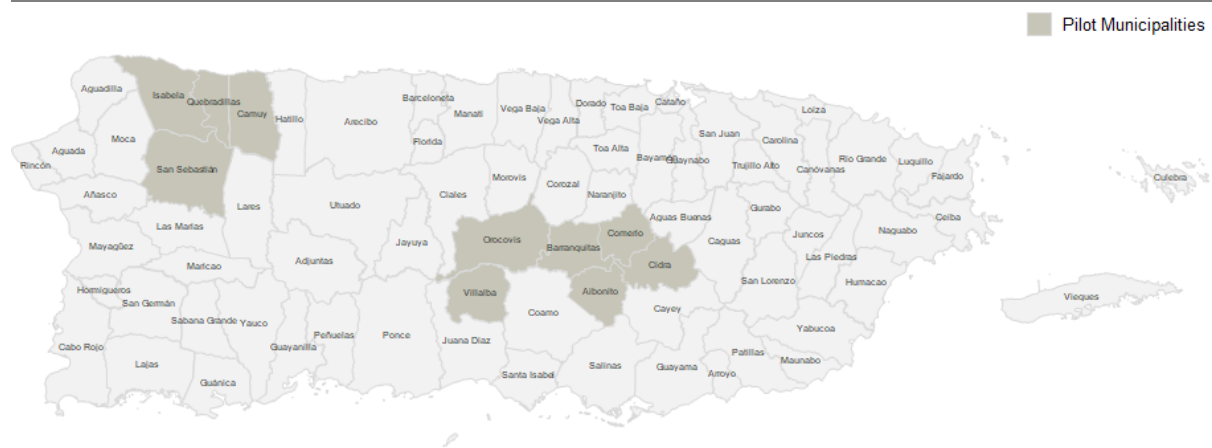 Pilot Municipalities
Aguadilla
Isabela
Quebradillas
Camuy
Hatillo
Arecibo
Barceloneta
Manatí
Vega Baja
Vega Alta
Dorado
Toa Baja
Cataño
Loiza
Moca
Florida
Toa Alta
Bayamón
Guaynabo
San Juan
Trujillo Alto
Carolina
Canóvanas
Rio Grande
Luquillo
Fajardo
Culebra
Rincón
Aguada
San Sebastián
Añasco
Lares
Utuado
Ciales
Morovis
Corozal
Naranjito
Aguas Buenas
Gurabo
Ceiba
Las Marías
Mayagüez
Maricao
Adjuntas
Jayuya
Orocovis
Barranquitas
Comerío
Cidra
Caguas
Juncos
Naguabo
Las Piedras
San Lorenzo
Humacao
Hormigueros
San Germán
Sabana Grande
Yauco
Villalba
Coamo
Albonito
Cayey
Yabucoa
Vieques
Cabo Rojo
Lajas
Guánica
Guayanilla
Peñuelas
Ponce
Juana Díaz
Santa Isabel
Salinas
Guayama
Arroyo
Patillas
Maunabo